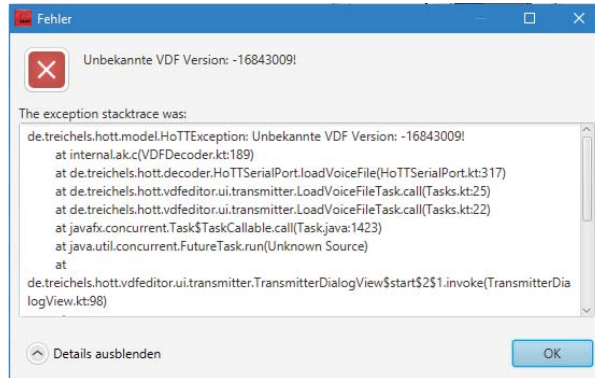 Fehler
Unbekannte VDF Version: -16843009!
The exception stacktrace was:
de.treichels.hott.model.HoTTException: Unbekannte VDF Version: -16843009!
at internal.ak.c(VDFDecoder.kt:189)
at de.treichels.hott.decoder.HoTTSerialPort.loadVoiceFile(HoTTSerialPort.kt:317)
at de.treichels.hott.vdfeditor.ui.transmitter.LoadVoiceFileTask.call(Tasks.kt:25)
at de.treichels.hott.vdfeditor.ui.transmitter.LoadVoiceFileTask.call(Tasks.kt:22)
at javafx.concurrent.Task$TaskCallable.call(Task.java:1423)
at java.util.concurrent.FutureTask.run(Unknown Source)
at
de.treichels.hott.vdfeditor.ui.transmitter.TransmitterDialogView$start$2$1.invoke(TransmitterDia
logView.kt:98)
Details ausblenden
OK